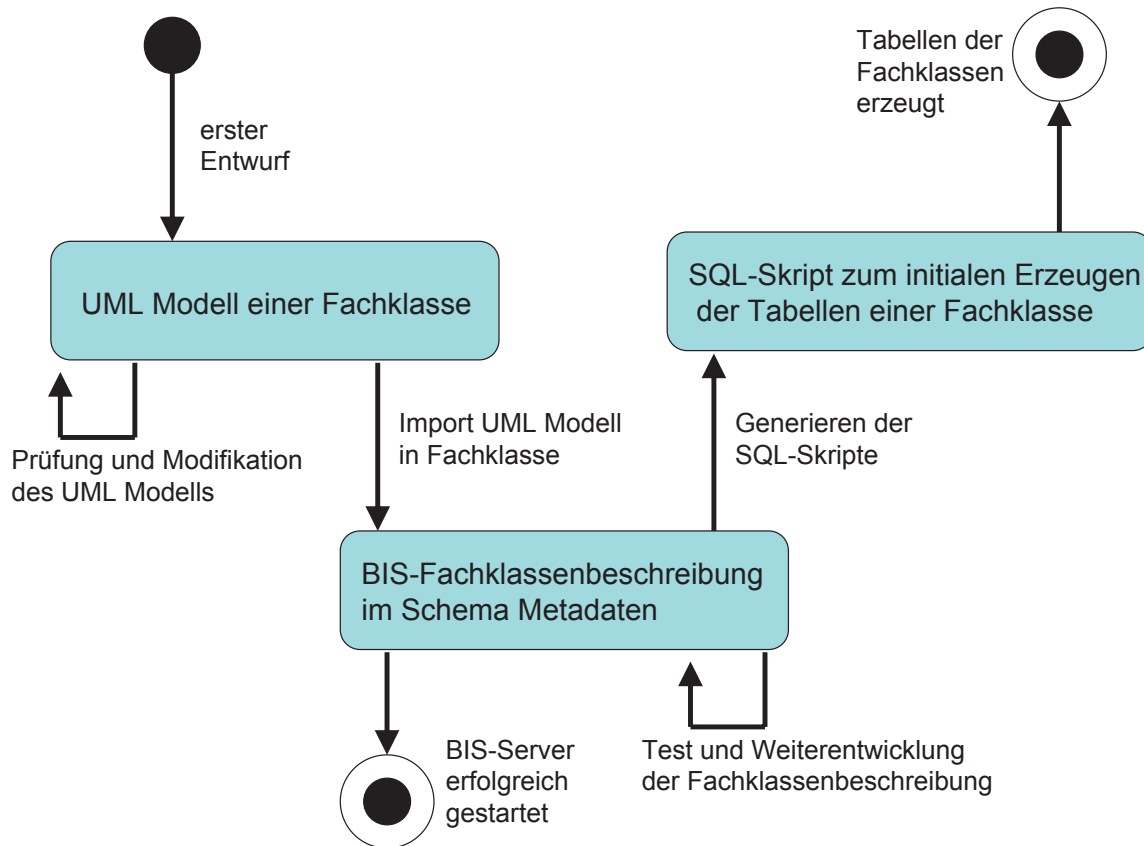 Tabellen der
Fachklassen
erzeugt
erster
Entwurf
UML Modell einer Fachklasse
SQL-Skript zum initialen Erzeugen
der Tabellen einer Fachklasse
Import UML Modell
in Fachklasse
Generieren der
SQL-Skripte
Prüfung und Modifikation
des UML Modells
BIS-Fachklassenbeschreibung
im Schema Metadaten
BIS-Server
erfolgreich
gestartet
Test und Weiterentwicklung
der Fachklassenbeschreibung